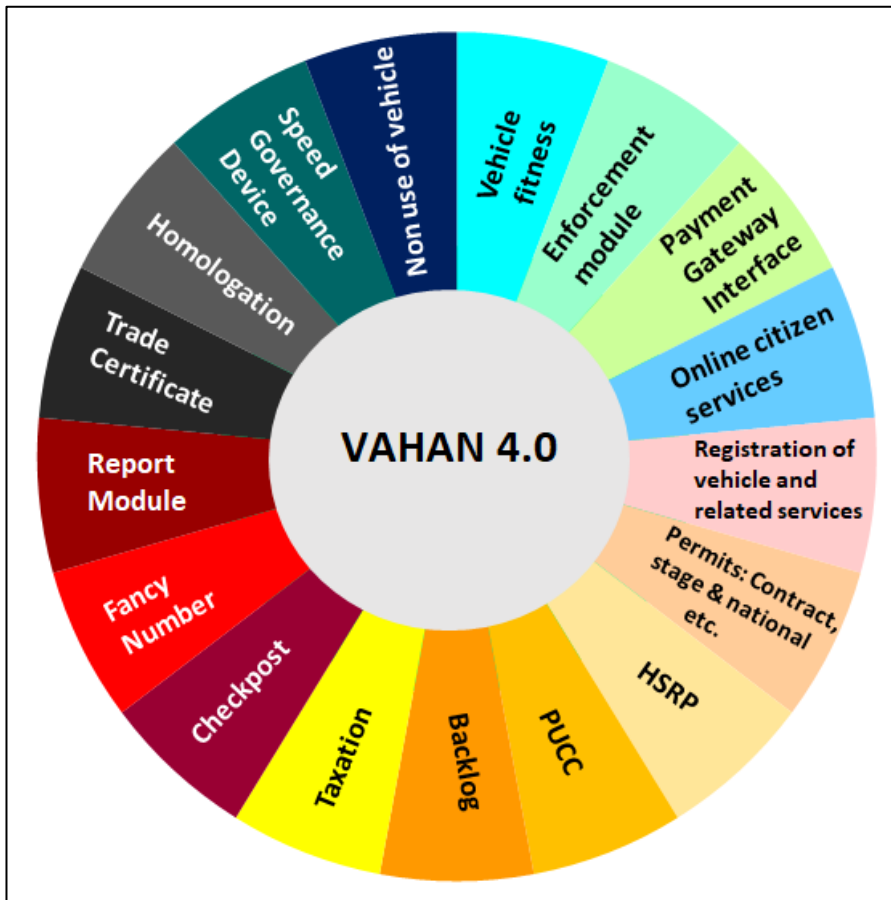 VAHAN 4.0
Vehicle
fitness
Enforcement
module
Payment
Gateway
Interface
Online citizen
services
Registration of
vehicle and
related services
Permits: Contract,
stage & national
etc.
HSRP
PUCC
Backlog
Taxation
Checkpost
Fancy
Number
Report
Module
Trade
Certificate
Homologation
Speed
Governance
Device
Non use of vehicle